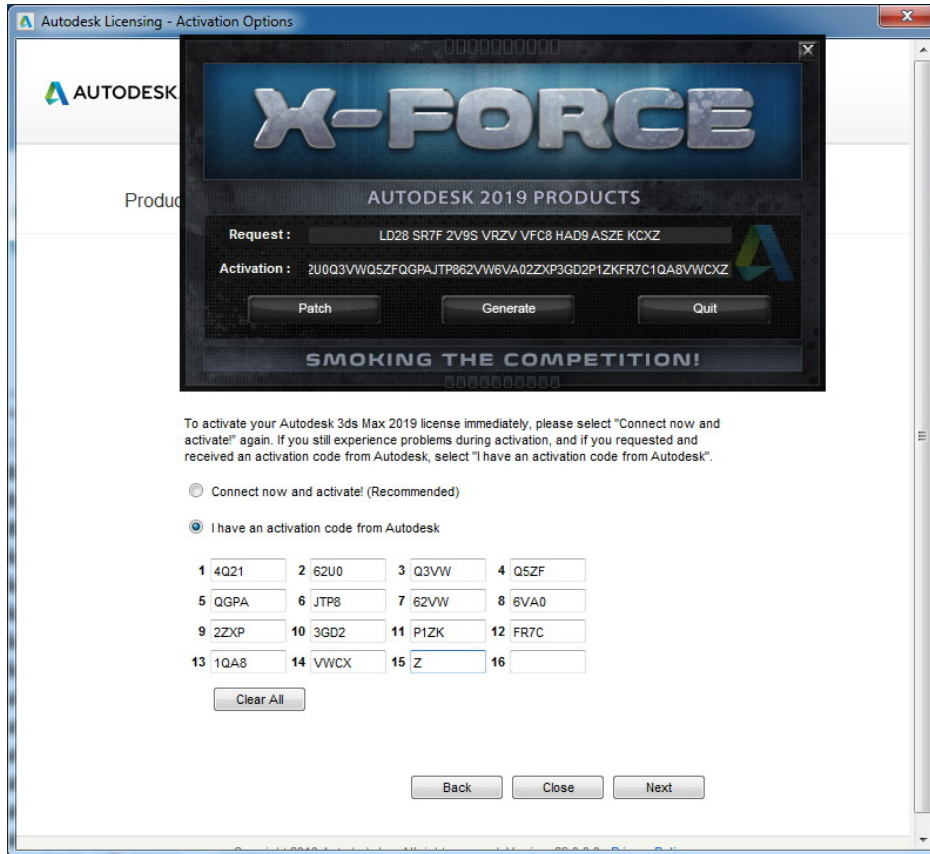 Autodesk Licensing - Activation Options
AUTODESK
X-FORCE
AUTODESK 2019 PRODUCTS
Request :
LD28 SR7F 2V9S VRZV VFC8 HAD9 ASZE KCXZ
Activation :
2U0Q3VWQ5ZFQGPAJTP862VW6VA02ZXP3GD2P1ZKFR7C1QA8VWCXZ
Patch Generate Quit
SMOKING THE COMPETITION!
To activate your Autodesk 3ds Max 2019 license immediately, please select "Connect now and
activate!" again. If you still experience problems during activation, and if you requested and
received an activation code from Autodesk, select "I have an activation code from Autodesk".
Connect now and activate! (Recommended)
I have an activation code from Autodesk
1 4Q21 2 62U0 3 Q3VW 4 Q5ZF
5 QGPA 6 JTP8 7 62VW 8 6VA0
9 2ZXP 10 3GD2 11 P1ZK 12 FR7C
13 1QA8 14 VWCX 15 Z 16
Clear All
Back Close Next